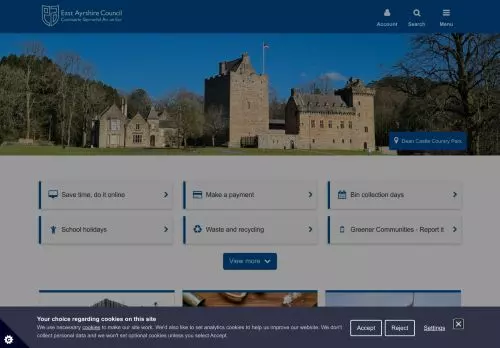 East Ayrshire Council
Comhairle Siorrachd Àir an Ear
Account
Search
Menu
Dean Castle Country Park
Save time, do it online
Make a payment
Bin collection days
School holidays
Waste and recycling
Greener Communities - Report it
View more
Your choice regarding cookies on this site
We use necessary cookies to make our site work. We'd also like to set analytics cookies to help us improve our website. We don't
collect personal data and we won't set optional cookies unless you select Accept.
Accept
Reject
Settings